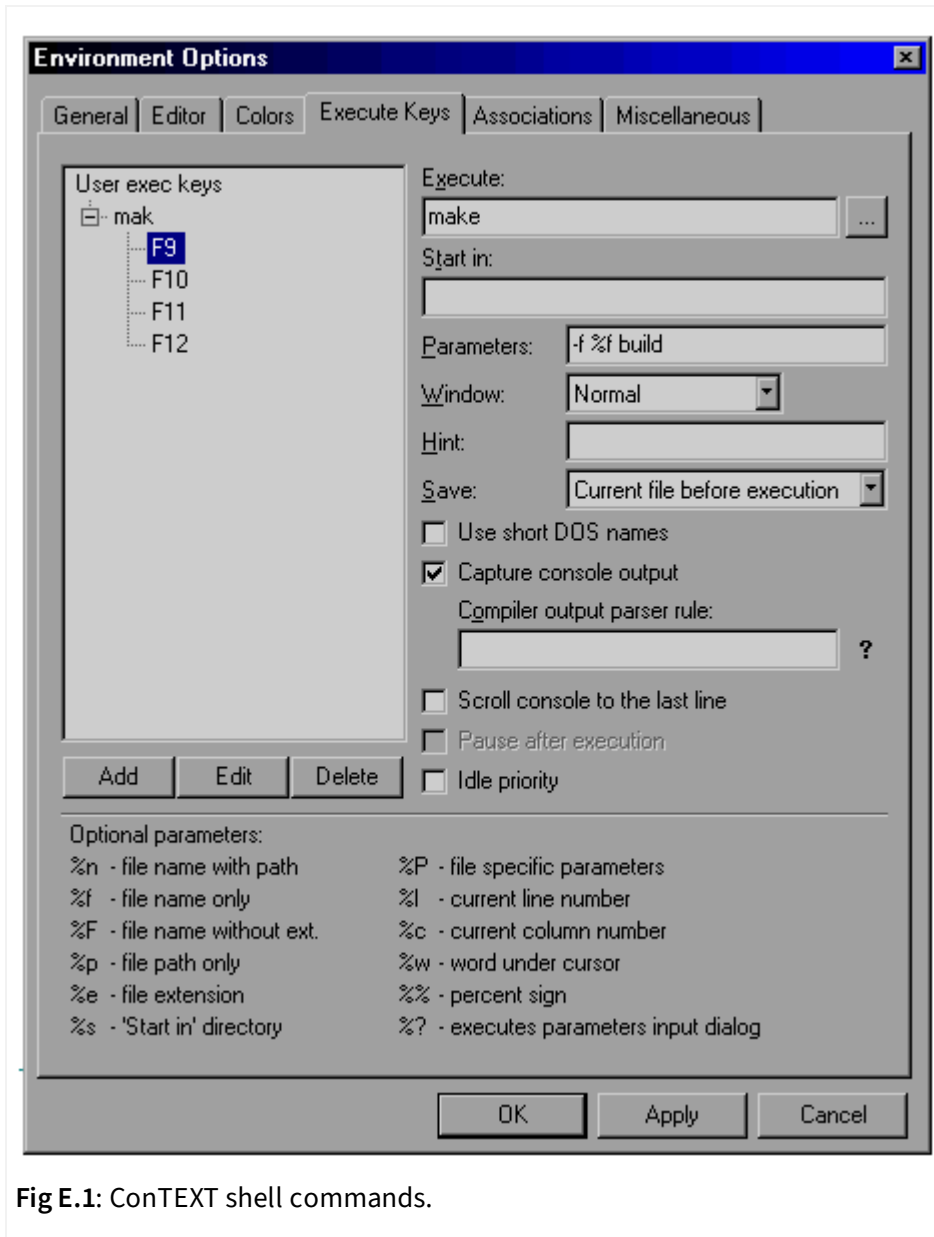 Environment Options
General Editor Colors Execute Keys Associations Miscellaneous
User exec keys
mak
F9
F10
F11
F12
Add Edit Delete
Execute:
make
...
Start in:
Parameters: -f %f build
Window: Normal
Hint:
Save: Current file before execution
Use short DOS names
Capture console output
Compiler output parser rule:
?
Scroll console to the last line
Pause after execution
Idle priority
Optional parameters:
%n - file name with path
%f - file name only
%F - file name without ext.
%p - file path only
%e - file extension
%s - 'Start in' directory
%P - file specific parameters
%l - current line number
%c - current column number
%w - word under cursor
%% - percent sign
%? - executes parameters input dialog
OK Apply Cancel
Fig E.1: ConTEXT shell commands.